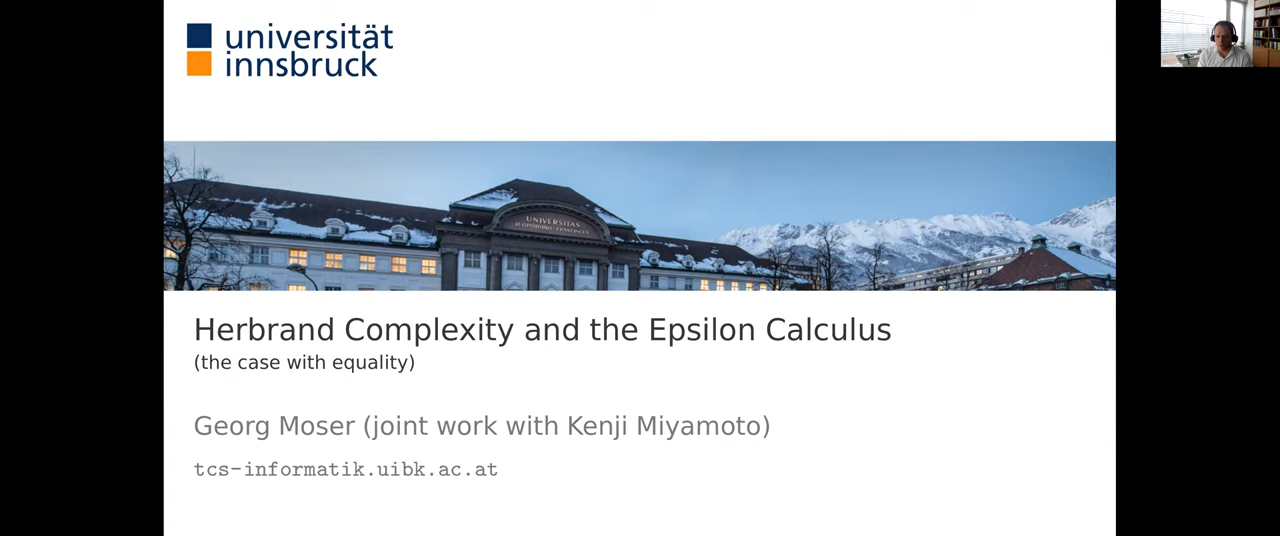 universität
innsbruck
UNIVERSITÄT
Herbrand Complexity and the Epsilon Calculus
(the case with equality)
Georg Moser (joint work with Kenji Miyamoto)
tcs-informatik.uibk.ac.at